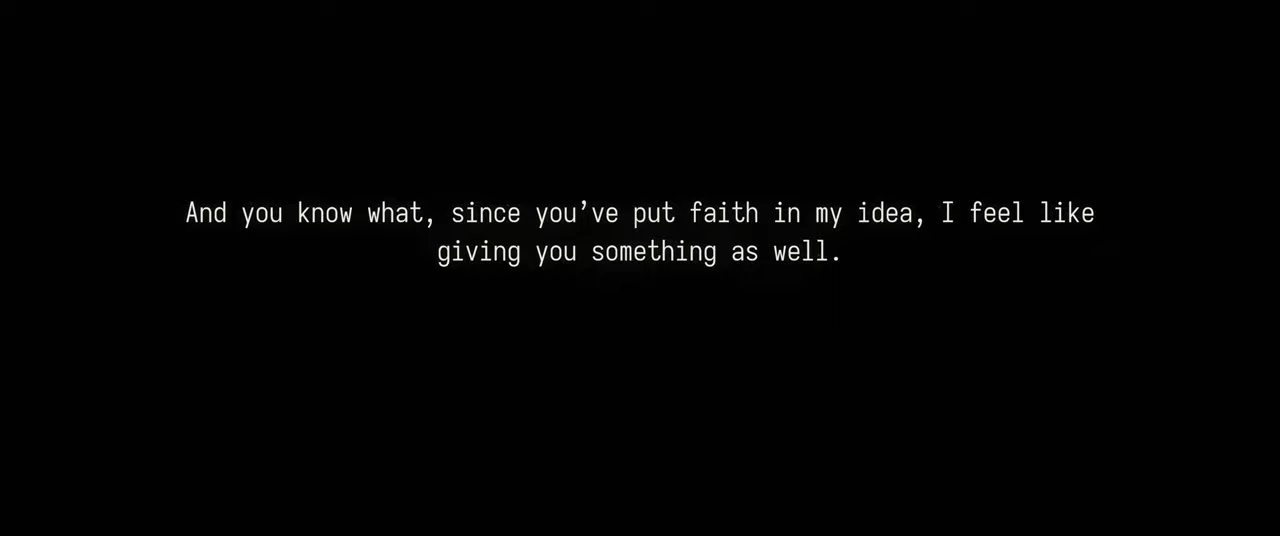 And you know what, since you’ve put faith in my idea, I feel like
giving you something as well.